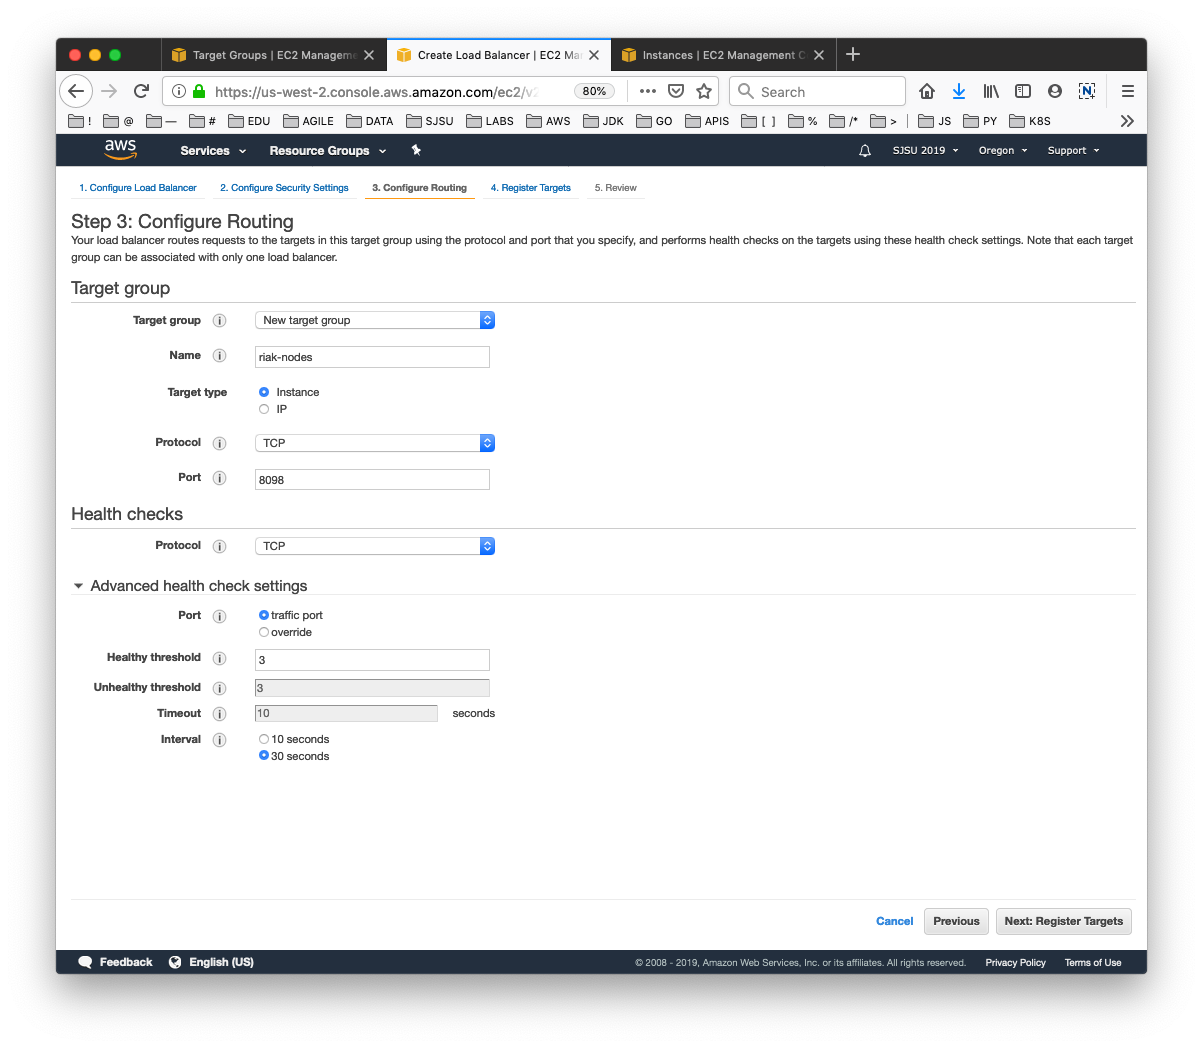 Target Groups | EC2 Manageme
Create Load Balancer | EC2 Ma
Instances | EC2 Management C
https://us-west-2.console.aws.amazon.com/ec2/v2
80%
Search
! @ — # EDU AGILE DATA SJSU LABS AWS JDK GO APIS [ ] % /* > JS PY K8S
aws Services Resource Groups SJSU 2019 Oregon Support
1. Configure Load Balancer 2. Configure Security Settings 3. Configure Routing 4. Register Targets 5. Review
Step 3: Configure Routing
Your load balancer routes requests to the targets in this target group using the protocol and port that you specify, and performs health checks on the targets using these health check settings. Note that each target
group can be associated with only one load balancer.
Target group
Target group i New target group
Name i riak-nodes
Target type Instance
IP
Protocol i TCP
Port i 8098
Health checks
Protocol i TCP
Advanced health check settings
Port i traffic port
override
Healthy threshold i 3
Unhealthy threshold i 3
Timeout i 10 seconds
Interval i 10 seconds
30 seconds
Cancel Previous Next: Register Targets
Feedback English (US) © 2008 - 2019, Amazon Web Services, Inc. or its affiliates. All rights reserved. Privacy Policy Terms of Use